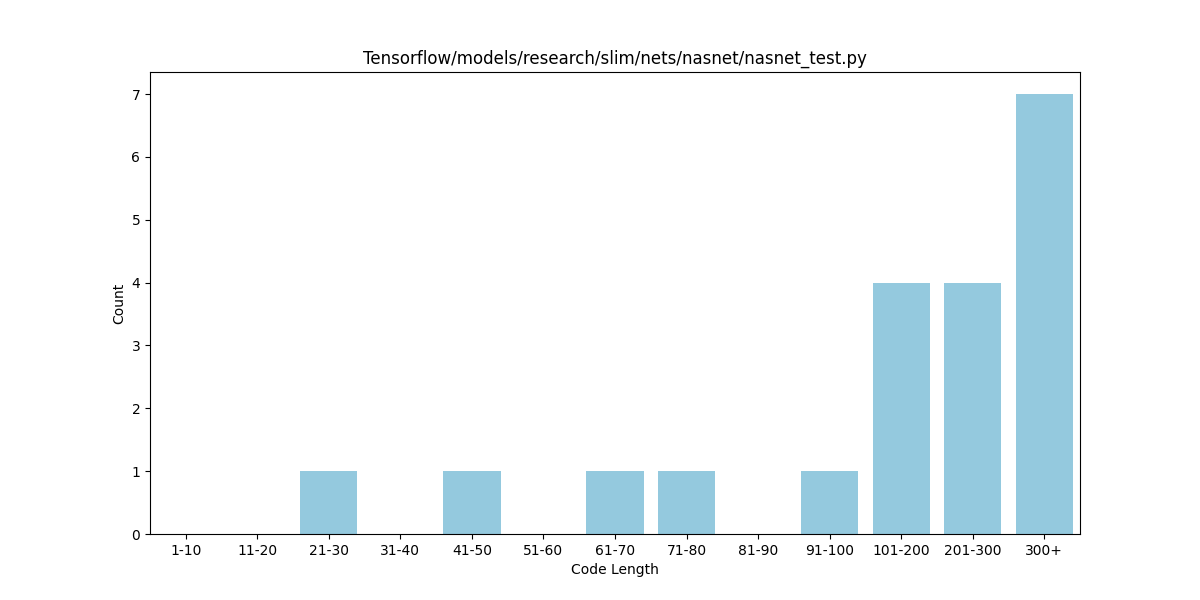 Tensorflow/models/research/slim/nets/nasnet/nasnet_test.py
7
6
5
4
3
2
1
0
Count
1-10 11-20 21-30 31-40 41-50 51-60 61-70 71-80 81-90 91-100 101-200 201-300 300+
Code Length